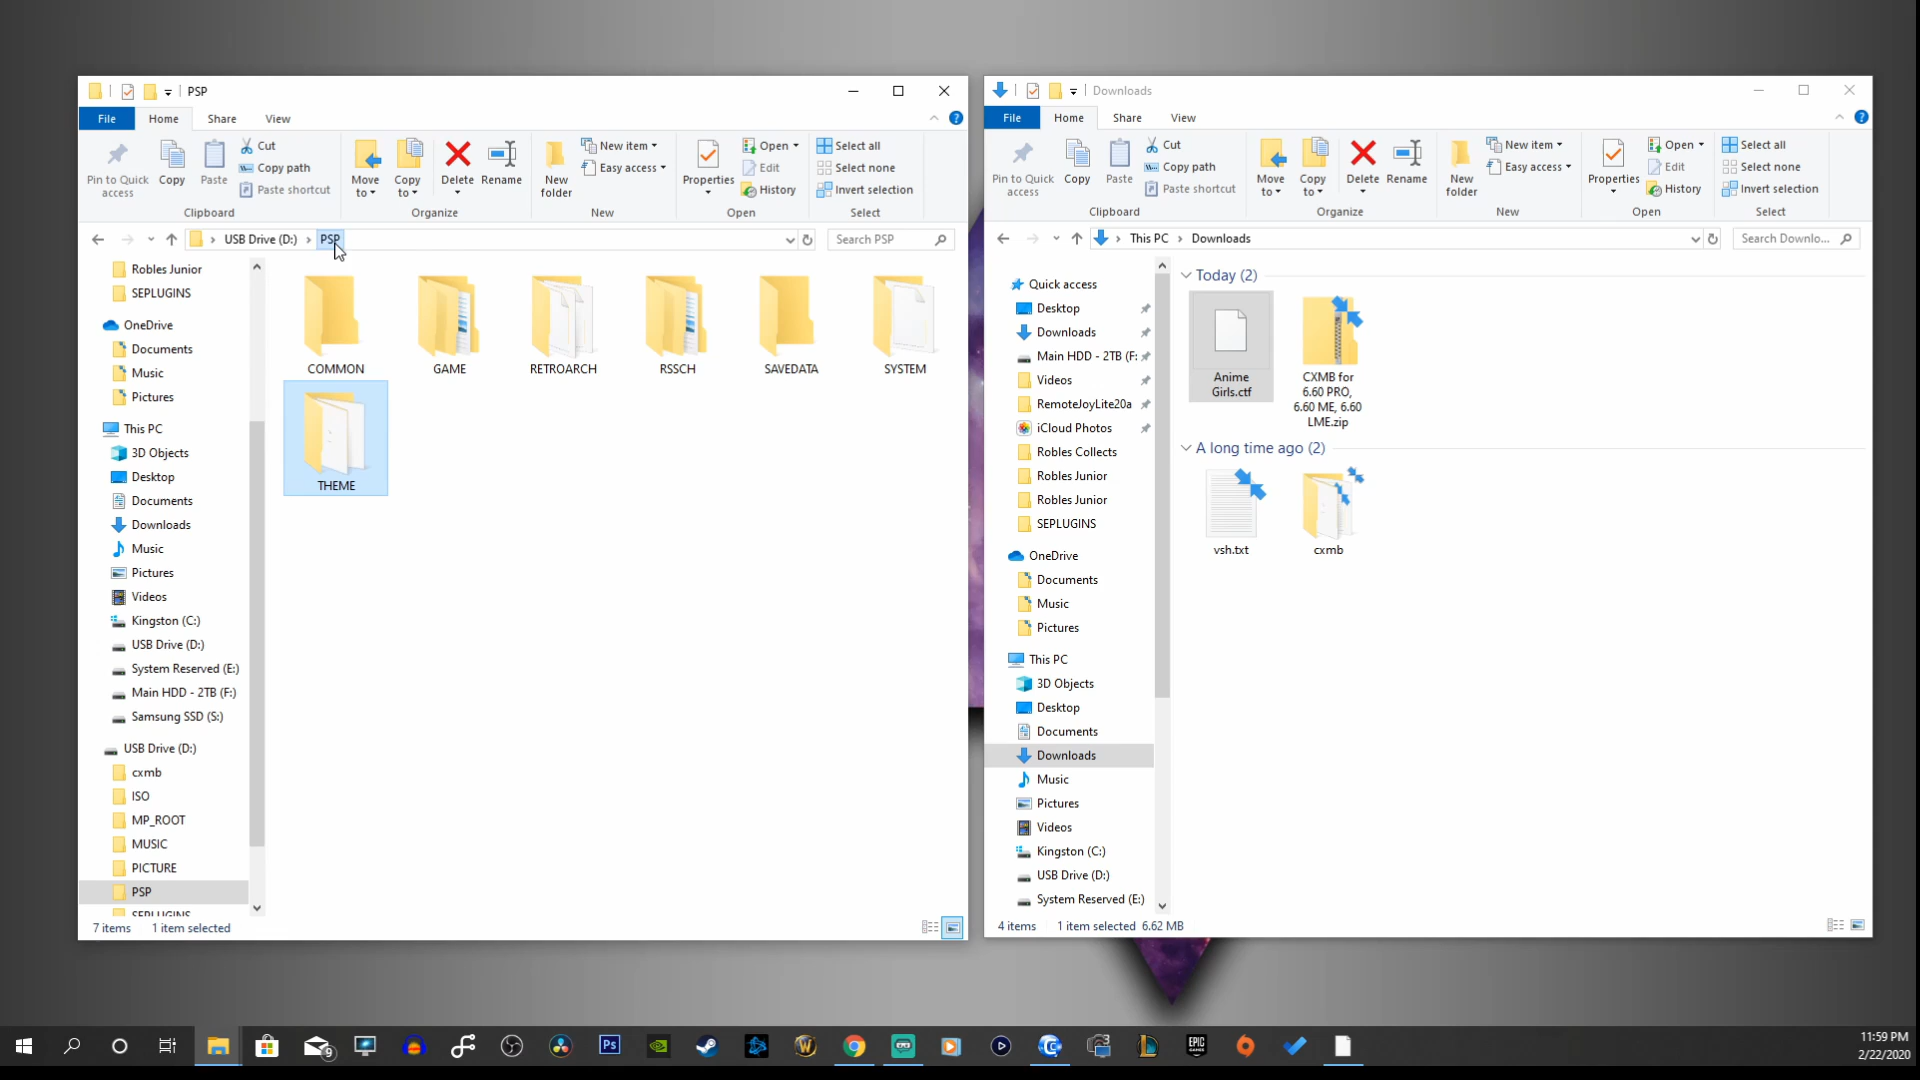 PSP
File
Home
Share
View
Pin to Quick
access
Copy
Paste
Cut
Copy path
Paste shortcut
Move
to
Copy
to
Delete
Rename
New
folder
New item
Easy access
Properties
Open
Edit
History
Select all
Select none
Invert selection
Clipboard
Organize
New
Open
Select
USB Drive (D:)
PSP
Search PSP
Robles Junior
SEPLUGINS
OneDrive
Documents
Music
Pictures
This PC
3D Objects
Desktop
Documents
Downloads
Music
Pictures
Videos
Kingston (C:)
USB Drive (D:)
System Reserved (E:)
Main HDD - 2TB (F:)
Samsung SSD (S:)
USB Drive (D:)
cxmb
ISO
MP_ROOT
MUSIC
PICTURE
PSP
SEPLUGINS
COMMON
GAME
RETROARCH
RSSCH
SAVEDATA
SYSTEM
THEME
7 items
1 item selected
Downloads
File
Home
Share
View
Pin to Quick
access
Copy
Paste
Cut
Copy path
Paste shortcut
Move
to
Copy
to
Delete
Rename
New
folder
New item
Easy access
Properties
Open
Edit
History
Select all
Select none
Invert selection
Clipboard
Organize
New
Open
Select
This PC
Downloads
Search Downlo...
Quick access
Desktop
Downloads
Main HDD - 2TB (F:
Videos
RemoteJoyLite20a
iCloud Photos
Robles Collects
Robles Junior
Robles Junior
SEPLUGINS
OneDrive
Documents
Music
Pictures
This PC
3D Objects
Desktop
Documents
Downloads
Music
Pictures
Videos
Kingston (C:)
USB Drive (D:)
System Reserved (E:)
Today (2)
Anime
Girls.ctf
CXMB for
6.60 PRO,
6.60 ME, 6.60
LME.zip
A long time ago (2)
vsh.txt
cxmb
4 items
1 item selected 6.62 MB
9
Ps
W
EPIC
GAMES
11:59 PM
2/22/2020